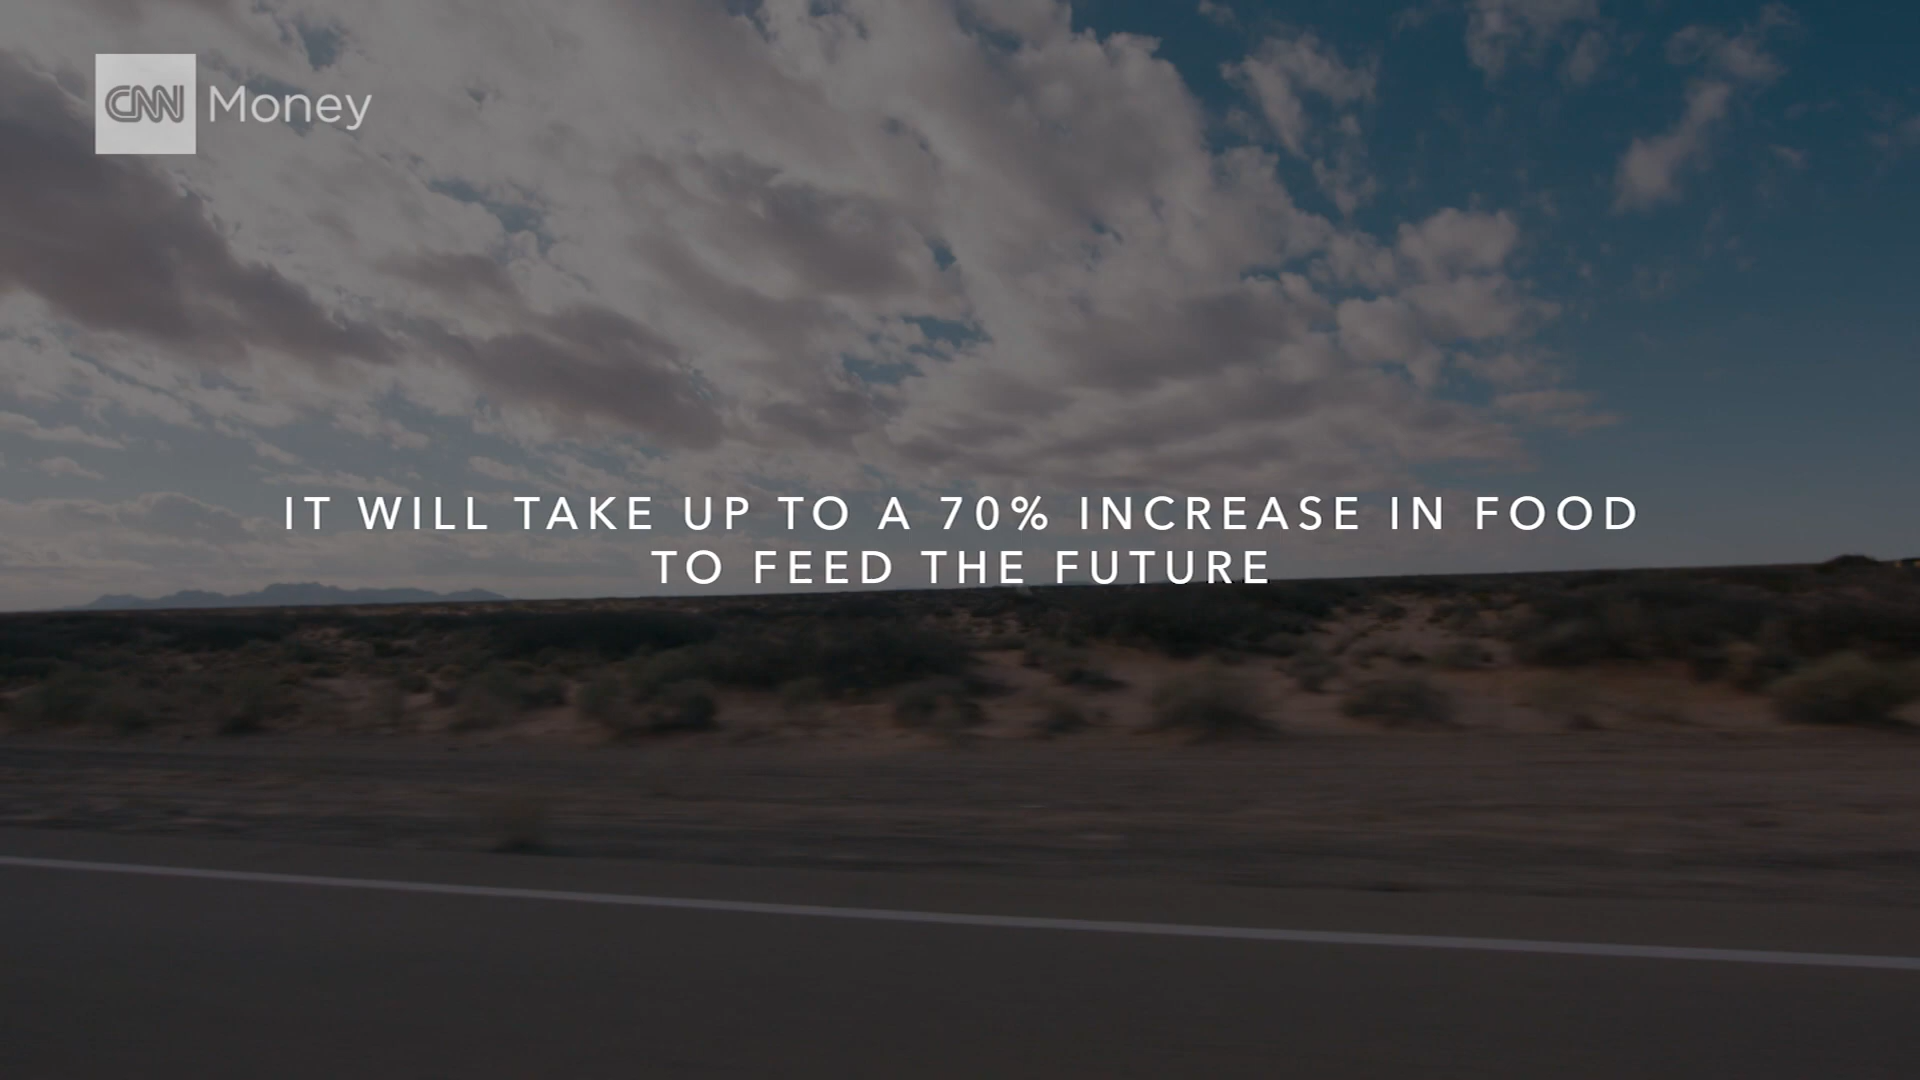 CNN Money
IT WILL TAKE UP TO A 70% INCREASE IN FOOD
TO FEED THE FUTURE